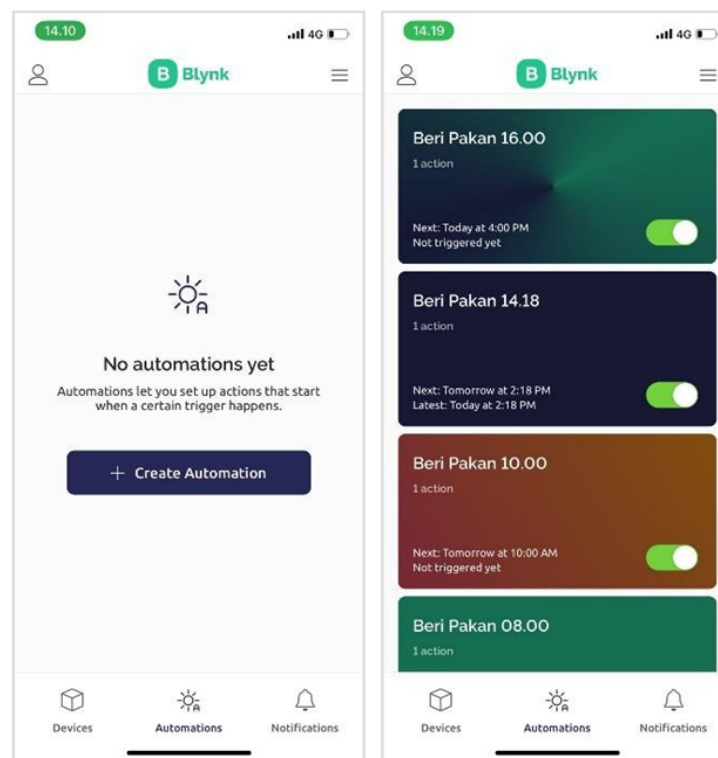 14.10
4G
B Blynk
No automations yet
Automations let you set up actions that start
when a certain trigger happens.
+ Create Automation
Devices
Automations
Notifications
14.19
4G
B Blynk
Beri Pakan 16.00
1 action
Next: Today at 4:00 PM
Not triggered yet
Beri Pakan 14.18
1 action
Next: Tomorrow at 2:18 PM
Latest: Today at 2:18 PM
Beri Pakan 10.00
1 action
Next: Tomorrow at 10:00 AM
Not triggered yet
Beri Pakan 08.00
1 action
Devices
Automations
Notifications